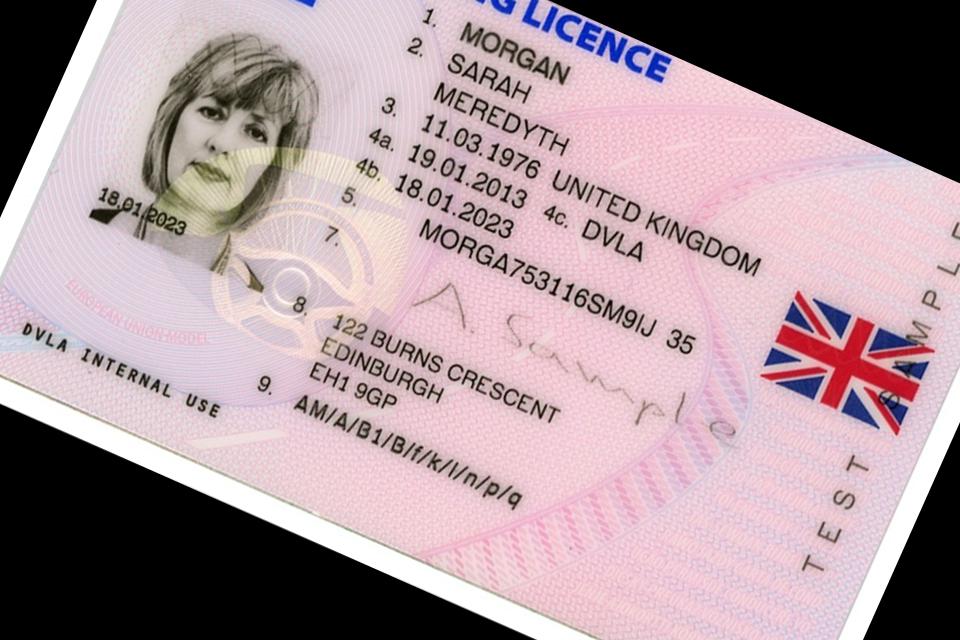 G LICENCE
1. MORGAN
2. SARAH
MEREDYTH
3. 11.03.1976 UNITED KINGDOM
4a. 19.01.2013 4c. DVLA
4b. 18.01.2023
5. MORGA753116SM9IJ 35
7. A. Sample
8. 122 BURNS CRESCENT
EDINBURGH
EH1 9GP
9. AM/A/B1/B/f/k/l/n/p/q
18.01.2023
EUROPEAN UNION MODEL
DVLA INTERNAL USE
TEST SAMPLE